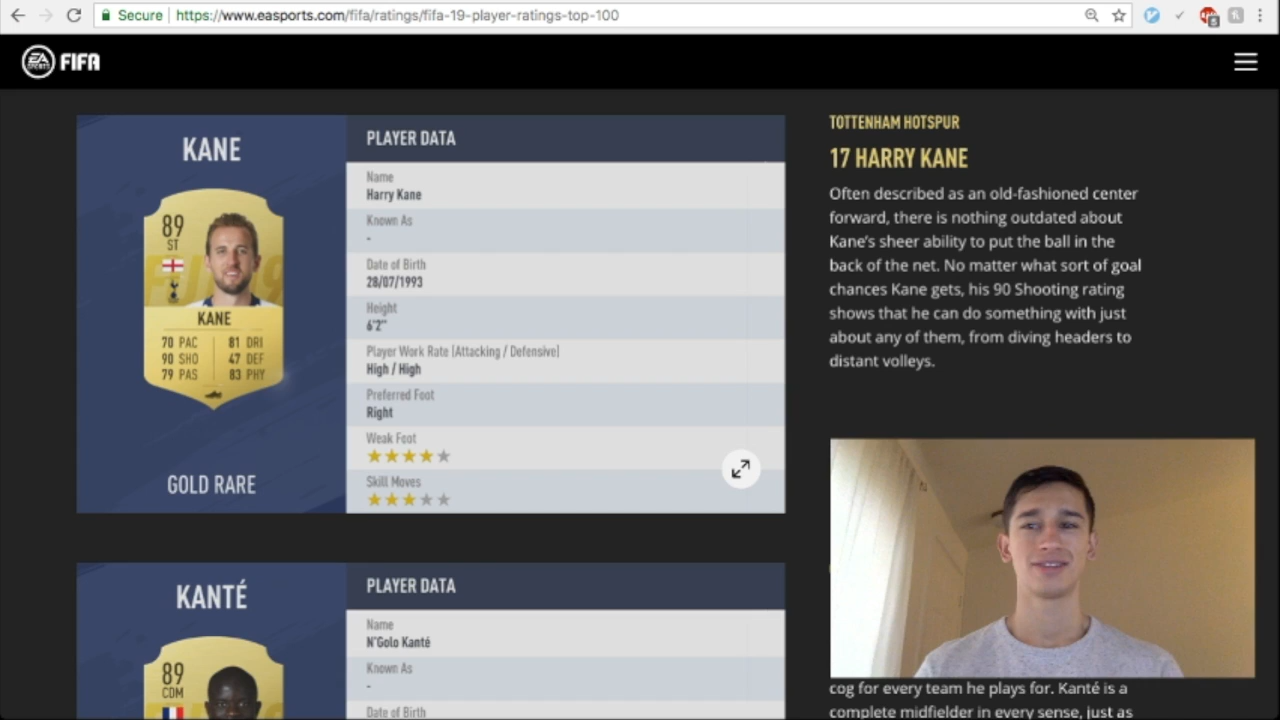 Secure https://www.easports.com/fifa/ratings/fifa-19-player-ratings-top-100
EA
SPORTS
FIFA
KANE
89
ST
KANE
70 PAC 81 DRI
90 SHO 47 DEF
79 PAS 83 PHY
GOLD RARE
PLAYER DATA
Name
Harry Kane
Known As
-
Date of Birth
28/07/1993
Height
6'2"
Player Work Rate (Attacking / Defensive)
High / High
Preferred Foot
Right
Weak Foot
Skill Moves
TOTTENHAM HOTSPUR
17 HARRY KANE
Often described as an old-fashioned center
forward, there is nothing outdated about
Kane's sheer ability to put the ball in the
back of the net. No matter what sort of goal
chances Kane gets, his 90 Shooting rating
shows that he can do something with just
about any of them, from diving headers to
distant volleys.
KANTÉ
89
CDM
PLAYER DATA
Name
N'Golo Kanté
Known As
-
Date of Birth
cog for every team he plays for. Kanté is a
complete midfielder in every sense, just as